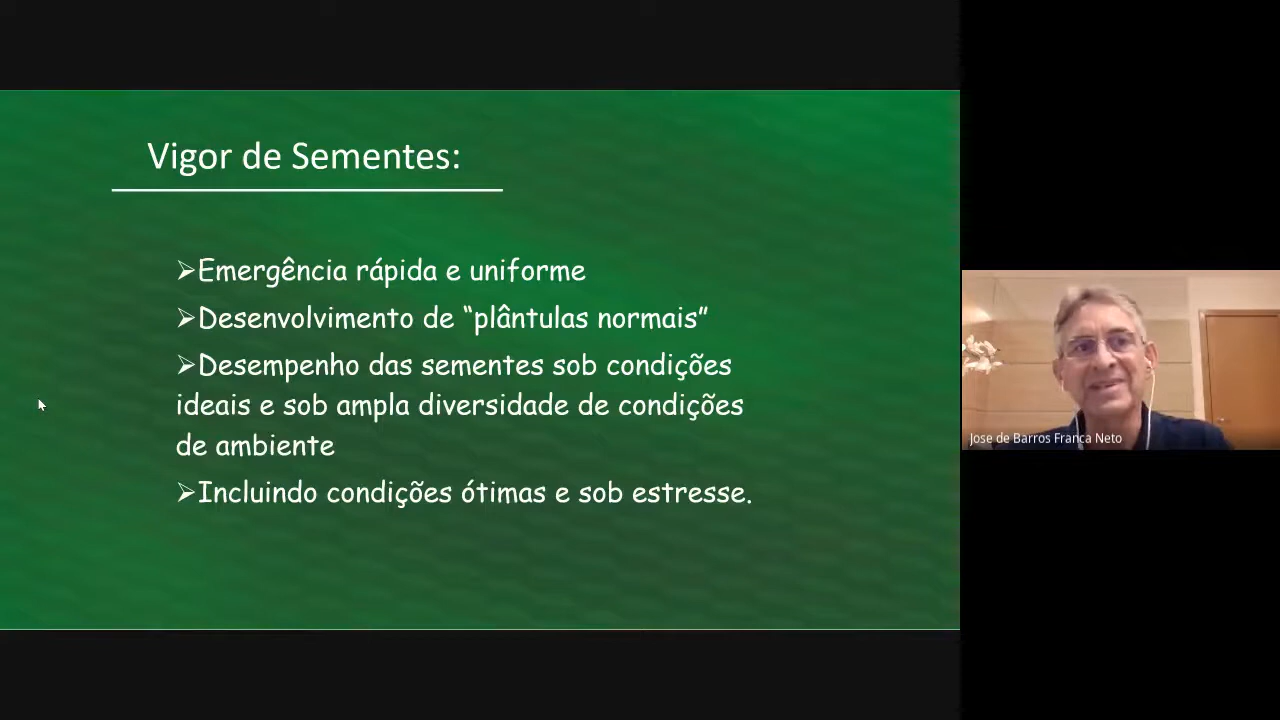 Vigor de Sementes:
➢Emergência rápida e uniforme
➢Desenvolvimento de “plântulas normais”
➢Desempenho das sementes sob condições
ideais e sob ampla diversidade de condições
de ambiente
➢Incluindo condições ótimas e sob estresse.
Jose de Barros Franca Neto